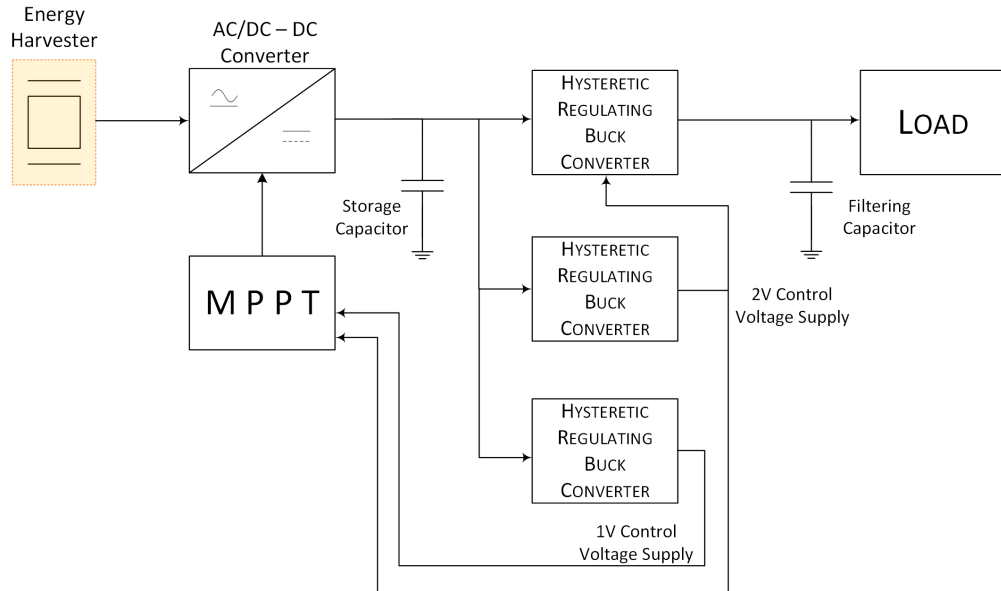 Energy
Harvester
AC/DC – DC
Converter
HYSTERETIC
REGULATING
BUCK
CONVERTER
LOAD
Storage
Capacitor
Filtering
Capacitor
M P P T
HYSTERETIC
REGULATING
BUCK
CONVERTER
2V Control
Voltage Supply
HYSTERETIC
REGULATING
BUCK
CONVERTER
1V Control
Voltage Supply